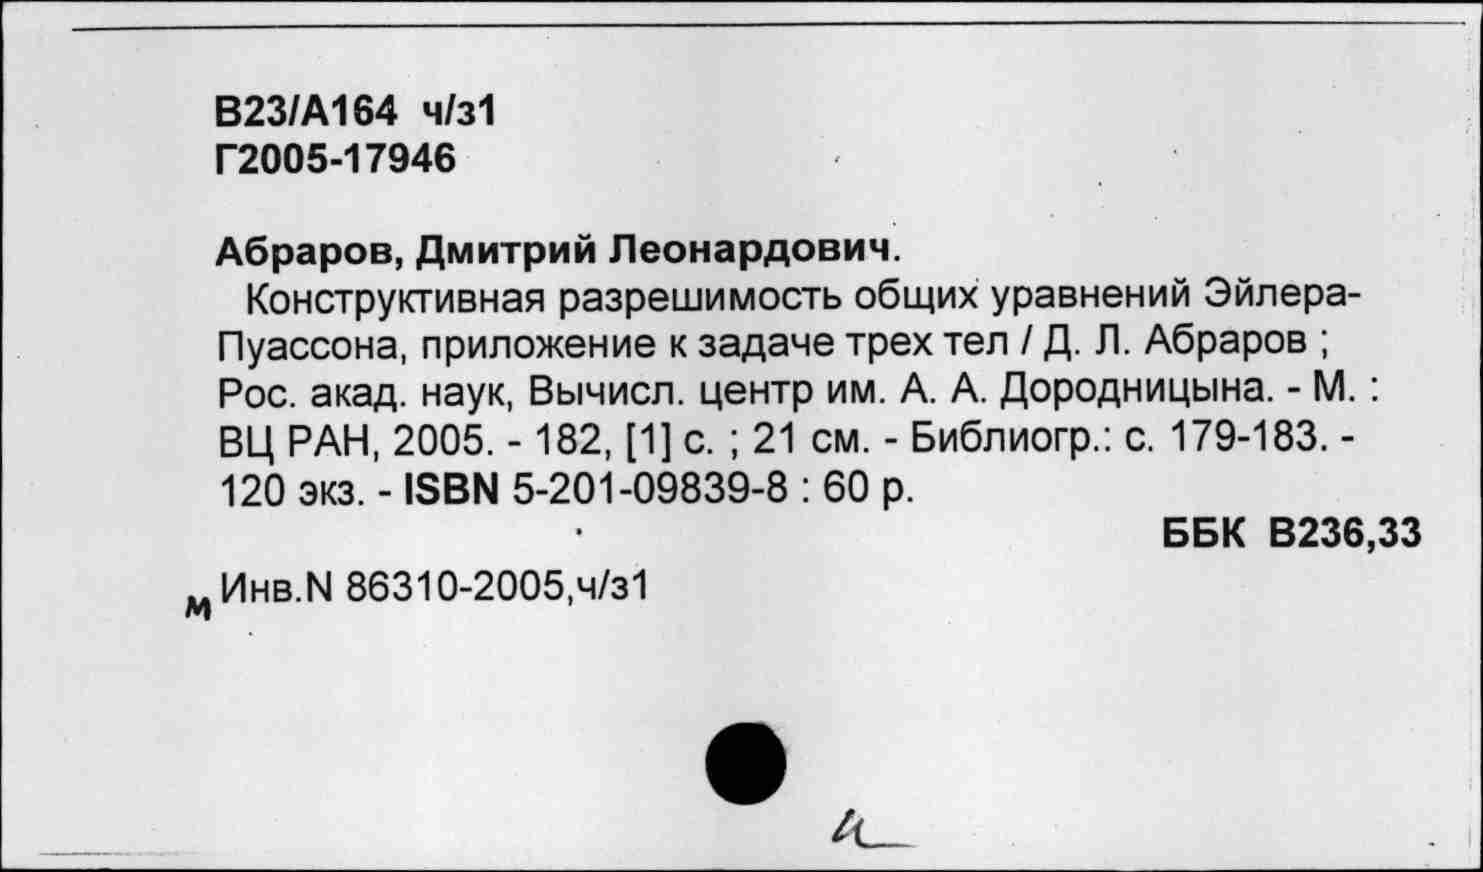 В23/А164 ч/з1
Г2005-17946
Абраров, Дмитрий Леонардович.
Конструктивная разрешимость общих уравнений Эйлера-
Пуассона, приложение к задаче трех тел / Д. Л. Абраров ;
Рос. акад. наук, Вычисл. центр им. А. А. Дородницына. - М. :
ВЦ РАН, 2005. - 182, [1] с. ; 21 см. - Библиогр.: с. 179-183. -
120 экз. - ISBN 5-201-09839-8 : 60 р.
ББК В236,33
м Инв.N 86310-2005,ч/з1